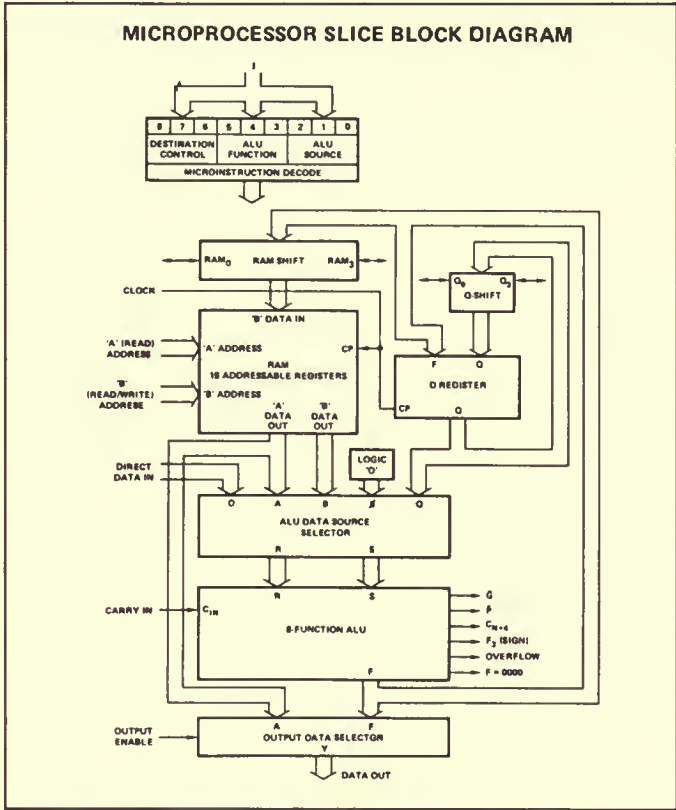 MICROPROCESSOR SLICE BLOCK DIAGRAM
I
8 7 6 5 4 3 2 1 0
DESTINATION CONTROL
ALU FUNCTION
ALU SOURCE
MICROINSTRUCTION DECODE
RAM0 RAM SHIFT RAM3
Q0 Q3
Q-SHIFT
CLOCK
'B' DATA IN
'A' (READ)
ADDRESS
'A' ADDRESS
CP
RAM
16 ADDRESSABLE REGISTERS
'B'
(READ/WRITE)
ADDRESE
'B' ADDRESS
'A'
DATA
OUT
'B'
DATA
OUT
F Q
Q REGISTER
CP Q
LOGIC
'0'
DIRECT
DATA IN
D A B Ø Q
ALU DATA SOURCE
SELECTOR
R S
R S
CARRY IN
CIN
8-FUNCTION ALU
F
G
P
CN+4
F3 (SIGN)
OVERFLOW
F = 0000
OUTPUT
ENABLE
A F
OUTPUT DATA SELECTOR
Y
DATA OUT